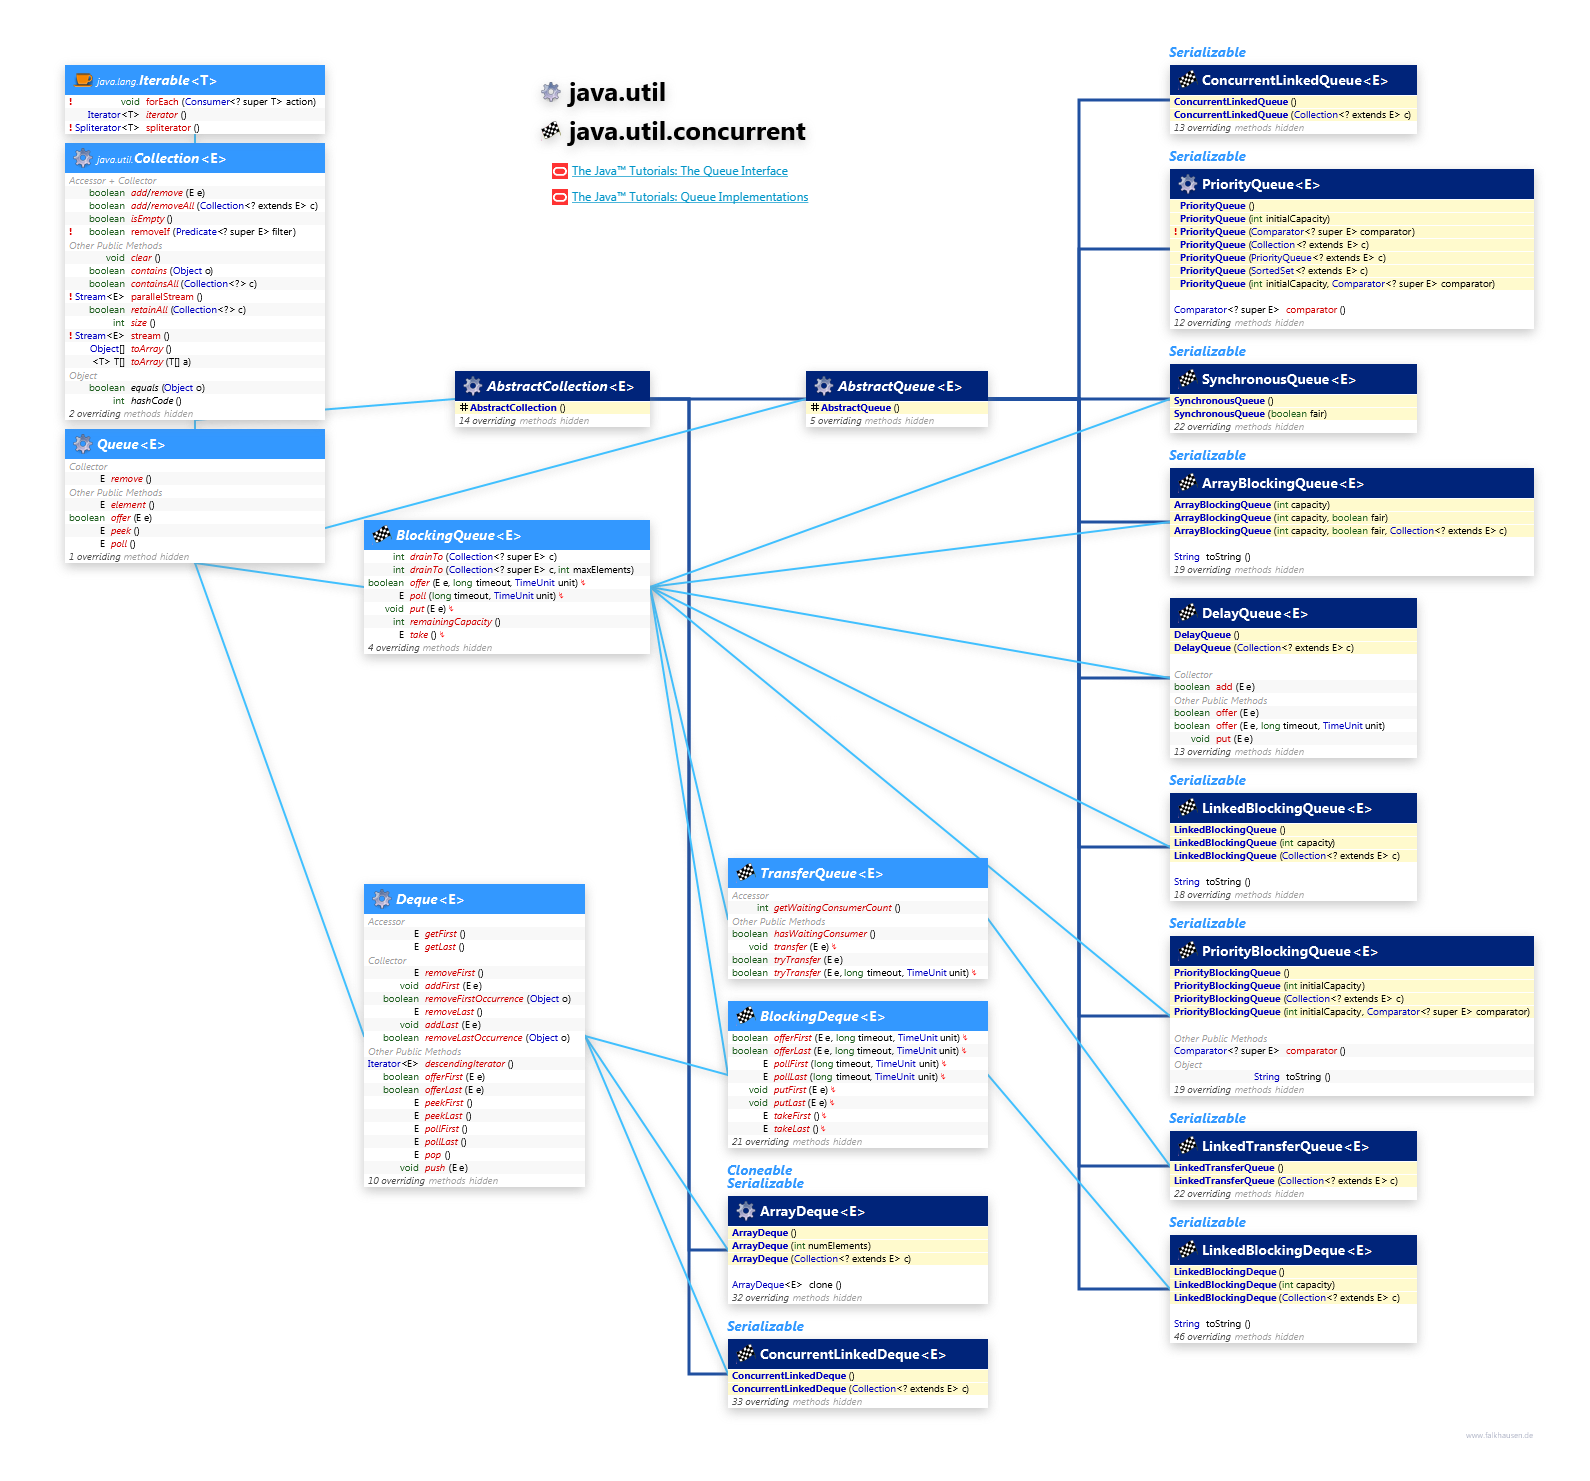 java.lang.Iterable<T>
! void forEach (Consumer<? super T> action)
Iterator<T> iterator ()
! Spliterator<T> spliterator ()
java.util.Collection<E>
Accessor + Collector
boolean add/remove (E e)
boolean add/removeAll (Collection<? extends E> c)
boolean isEmpty ()
! boolean removeIf (Predicate<? super E> filter)
Other Public Methods
void clear ()
boolean contains (Object o)
boolean containsAll (Collection<?> c)
! Stream<E> parallelStream ()
boolean retainAll (Collection<?> c)
int size ()
! Stream<E> stream ()
Object[] toArray ()
<T> T[] toArray (T[] a)
Object
boolean equals (Object o)
int hashCode ()
2 overriding methods hidden
Queue<E>
Collector
E remove ()
Other Public Methods
E element ()
boolean offer (E e)
E peek ()
E poll ()
1 overriding method hidden
java.util
java.util.concurrent
The Java™ Tutorials: The Queue Interface
The Java™ Tutorials: Queue Implementations
AbstractCollection<E>
# AbstractCollection ()
14 overriding methods hidden
BlockingQueue<E>
int drainTo (Collection<? super E> c)
int drainTo (Collection<? super E> c, int maxElements)
boolean offer (E e, long timeout, TimeUnit unit) ↯
E poll (long timeout, TimeUnit unit) ↯
void put (E e) ↯
int remainingCapacity ()
E take () ↯
4 overriding methods hidden
Deque<E>
Accessor
E getFirst ()
E getLast ()
Collector
E removeFirst ()
void addFirst (E e)
boolean removeFirstOccurrence (Object o)
E removeLast ()
void addLast (E e)
boolean removeLastOccurrence (Object o)
Other Public Methods
Iterator<E> descendingIterator ()
boolean offerFirst (E e)
boolean offerLast (E e)
E peekFirst ()
E peekLast ()
E pollFirst ()
E pollLast ()
E pop ()
void push (E e)
10 overriding methods hidden
AbstractQueue<E>
# AbstractQueue ()
5 overriding methods hidden
TransferQueue<E>
Accessor
int getWaitingConsumerCount ()
Other Public Methods
boolean hasWaitingConsumer ()
void transfer (E e) ↯
boolean tryTransfer (E e)
boolean tryTransfer (E e, long timeout, TimeUnit unit) ↯
BlockingDeque<E>
boolean offerFirst (E e, long timeout, TimeUnit unit) ↯
boolean offerLast (E e, long timeout, TimeUnit unit) ↯
E pollFirst (long timeout, TimeUnit unit) ↯
E pollLast (long timeout, TimeUnit unit) ↯
void putFirst (E e) ↯
void putLast (E e) ↯
E takeFirst () ↯
E takeLast () ↯
21 overriding methods hidden
Cloneable
Serializable
ArrayDeque<E>
ArrayDeque ()
ArrayDeque (int numElements)
ArrayDeque (Collection<? extends E> c)
ArrayDeque<E> clone ()
32 overriding methods hidden
Serializable
ConcurrentLinkedDeque<E>
ConcurrentLinkedDeque ()
ConcurrentLinkedDeque (Collection<? extends E> c)
33 overriding methods hidden
Serializable
ConcurrentLinkedQueue<E>
ConcurrentLinkedQueue ()
ConcurrentLinkedQueue (Collection<? extends E> c)
13 overriding methods hidden
Serializable
PriorityQueue<E>
PriorityQueue ()
PriorityQueue (int initialCapacity)
! PriorityQueue (Comparator<? super E> comparator)
PriorityQueue (Collection<? extends E> c)
PriorityQueue (PriorityQueue<? extends E> c)
PriorityQueue (SortedSet<? extends E> c)
PriorityQueue (int initialCapacity, Comparator<? super E> comparator)
Comparator<? super E> comparator ()
12 overriding methods hidden
Serializable
SynchronousQueue<E>
SynchronousQueue ()
SynchronousQueue (boolean fair)
22 overriding methods hidden
Serializable
ArrayBlockingQueue<E>
ArrayBlockingQueue (int capacity)
ArrayBlockingQueue (int capacity, boolean fair)
ArrayBlockingQueue (int capacity, boolean fair, Collection<? extends E> c)
String toString ()
19 overriding methods hidden
DelayQueue<E>
DelayQueue ()
DelayQueue (Collection<? extends E> c)
Collector
boolean add (E e)
Other Public Methods
boolean offer (E e)
boolean offer (E e, long timeout, TimeUnit unit)
void put (E e)
13 overriding methods hidden
Serializable
LinkedBlockingQueue<E>
LinkedBlockingQueue ()
LinkedBlockingQueue (int capacity)
LinkedBlockingQueue (Collection<? extends E> c)
String toString ()
18 overriding methods hidden
Serializable
PriorityBlockingQueue<E>
PriorityBlockingQueue ()
PriorityBlockingQueue (int initialCapacity)
PriorityBlockingQueue (Collection<? extends E> c)
PriorityBlockingQueue (int initialCapacity, Comparator<? super E> comparator)
Other Public Methods
Comparator<? super E> comparator ()
Object
String toString ()
19 overriding methods hidden
Serializable
LinkedTransferQueue<E>
LinkedTransferQueue ()
LinkedTransferQueue (Collection<? extends E> c)
22 overriding methods hidden
Serializable
LinkedBlockingDeque<E>
LinkedBlockingDeque ()
LinkedBlockingDeque (int capacity)
LinkedBlockingDeque (Collection<? extends E> c)
String toString ()
46 overriding methods hidden
www.falkhausen.de